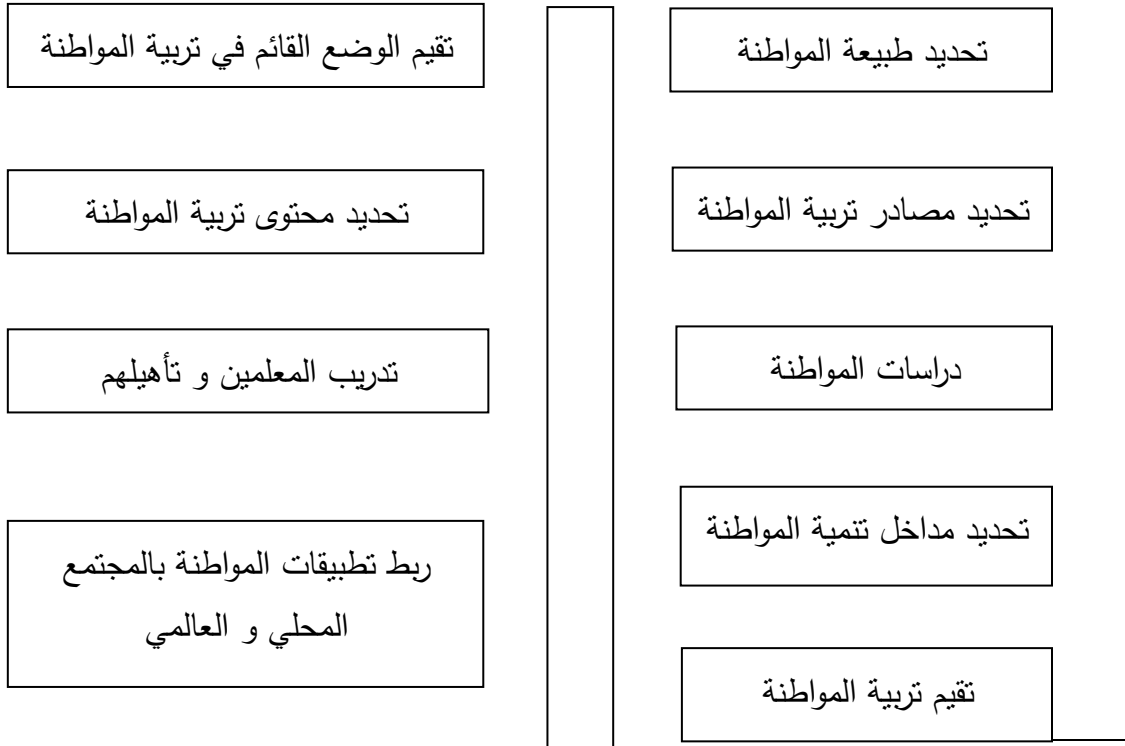 تحديد طبيعة المواطنة
تقيم الوضع القائم في تربية المواطنة
تحديد مصادر تربية المواطنة
تحديد محتوى تربية المواطنة
دراسات المواطنة
تدريب المعلمين و تأهيلهم
تحديد مداخل تنمية المواطنة
ربط تطبيقات المواطنة بالمجتمع
المحلي و العالمي
تقيم تربية المواطنة